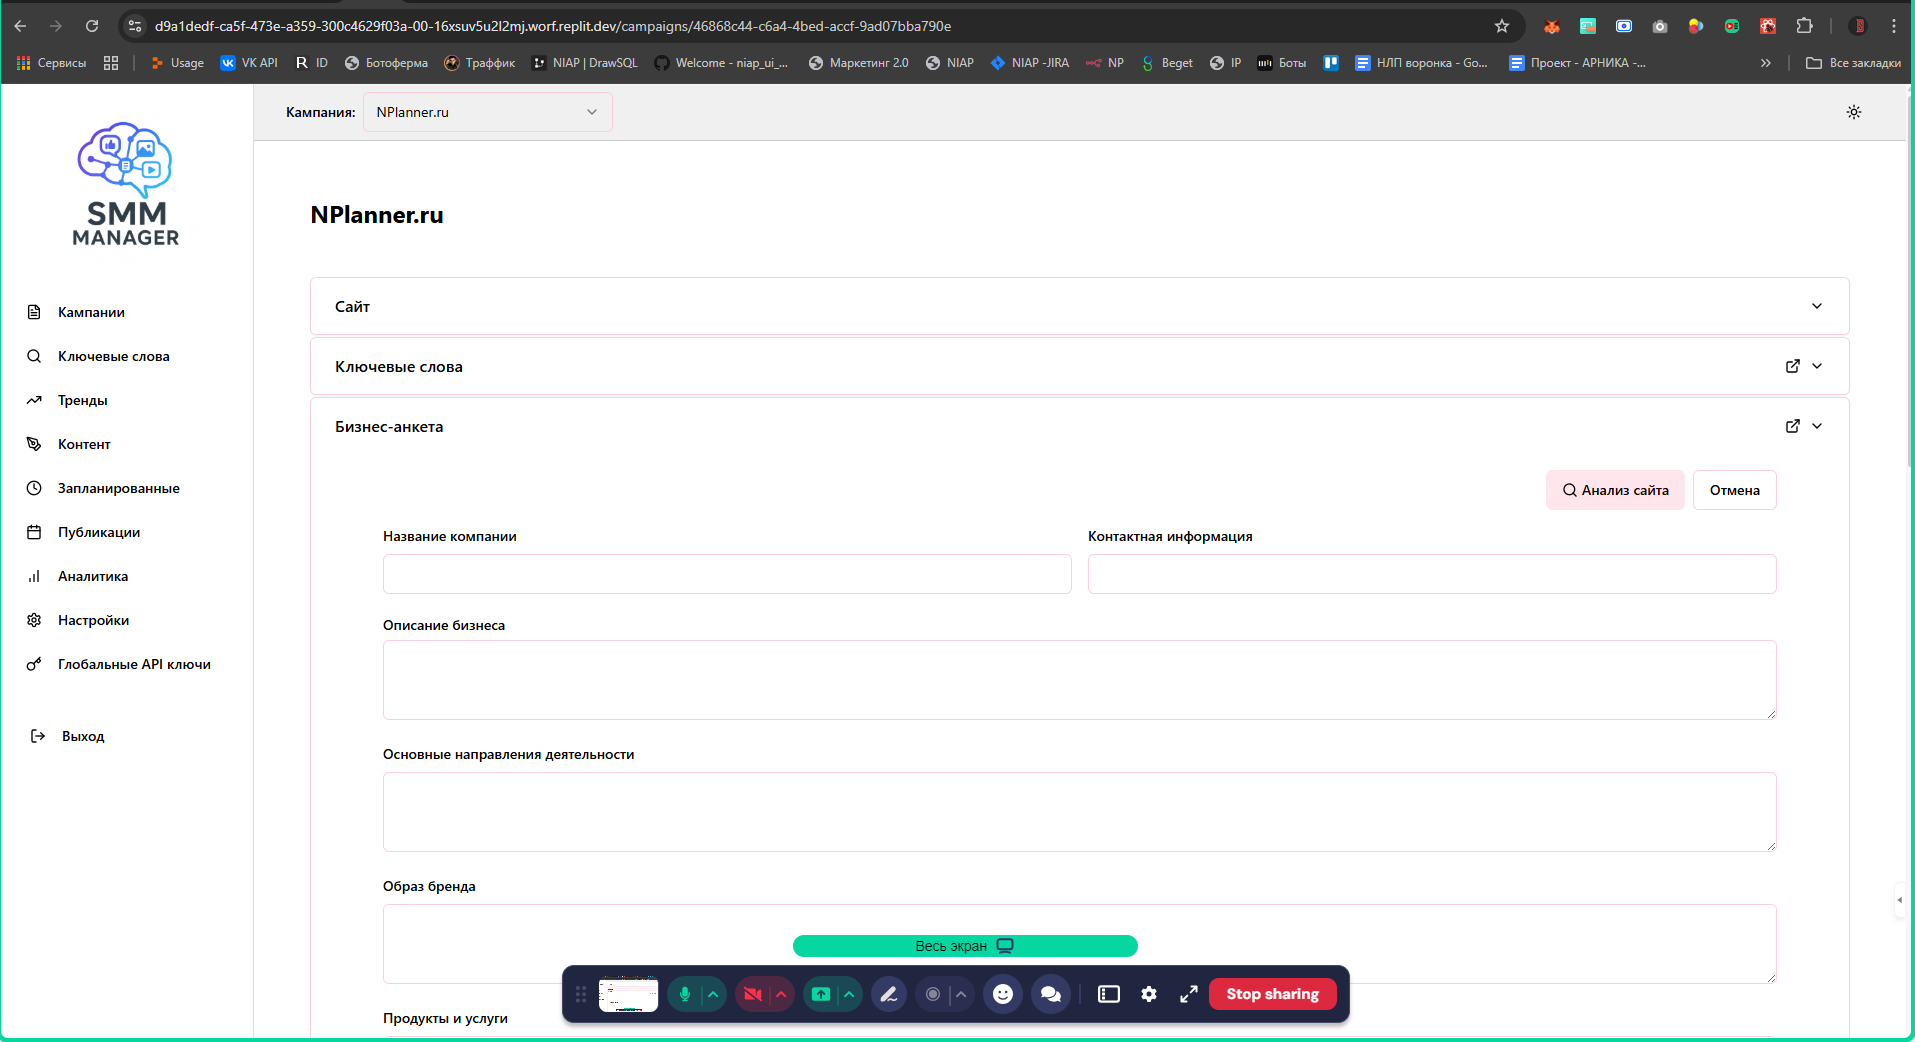 d9a1dedf-ca5f-473e-a359-300c4629f03a-00-16xsuv5u2l2mj.worf.replit.dev/campaigns/46868c44-c6a4-4bed-accf-9ad07bba790e
Сервисы
Usage
VK API
ID
Ботоферма
Траффик
NIAP | DrawSQL
Welcome - niap_ui_...
Маркетинг 2.0
NIAP
NIAP -JIRA
NP
Beget
IP
Боты
НЛП воронка - Go...
Проект - АРНИКА -...
Все закладки
SMM
MANAGER
Кампании
Ключевые слова
Тренды
Контент
Запланированные
Публикации
Аналитика
Настройки
Глобальные API ключи
Выход
Кампания:
NPlanner.ru
NPlanner.ru
Сайт
Ключевые слова
Бизнес-анкета
Анализ сайта
Отмена
Название компании
Контактная информация
Описание бизнеса
Основные направления деятельности
Образ бренда
Весь экран
Stop sharing
Продукты и услуги